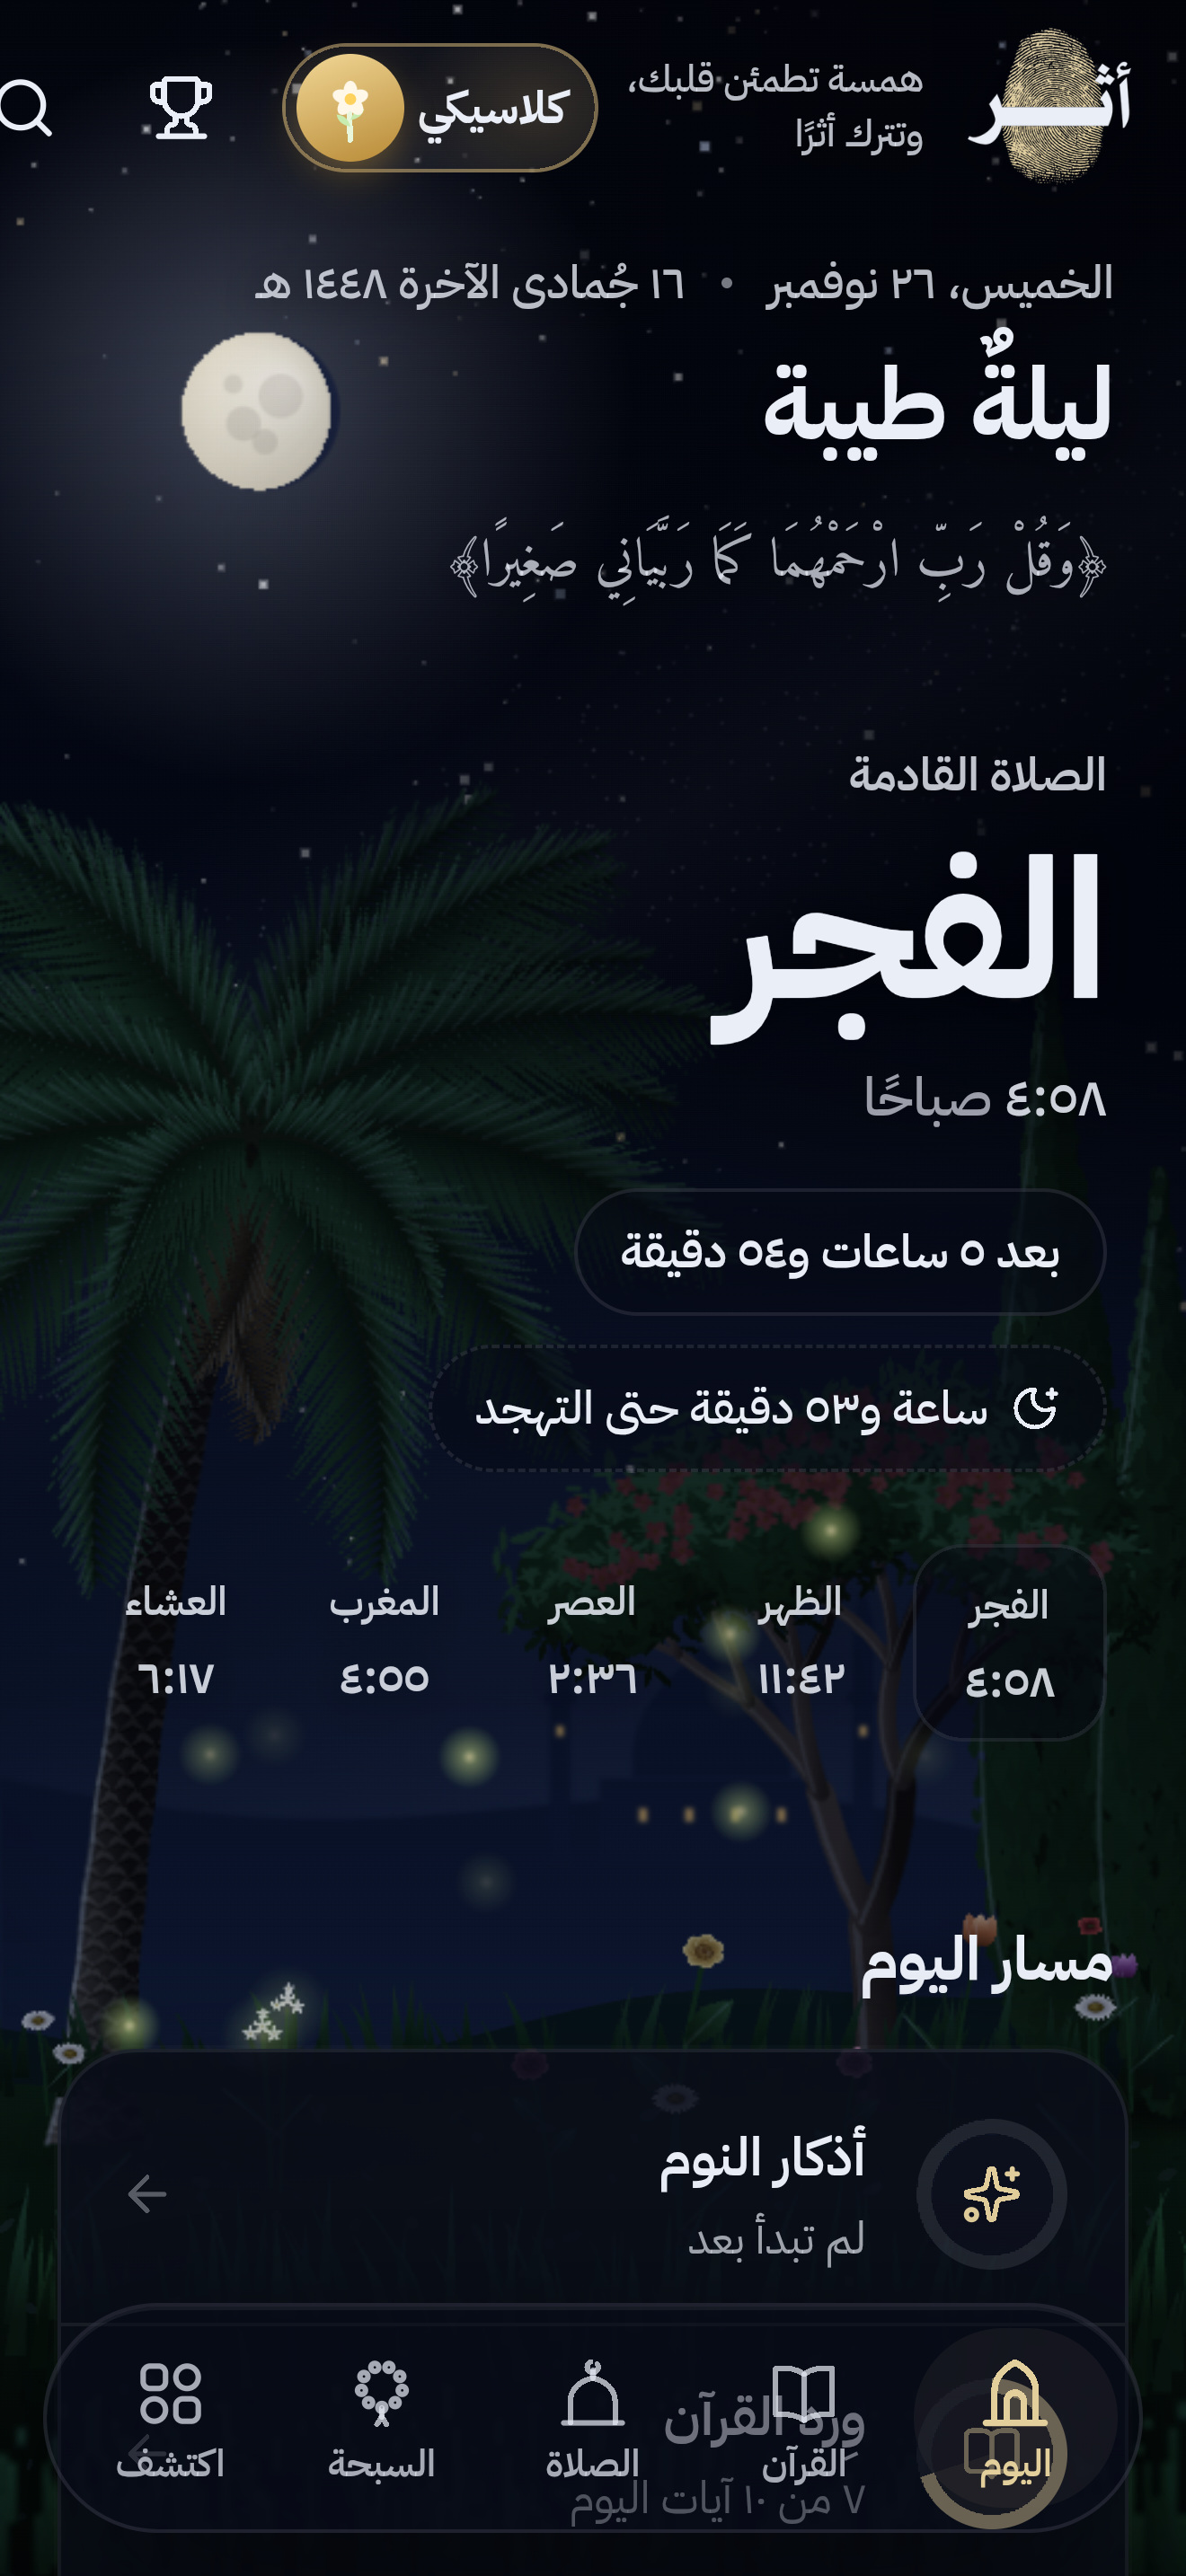 أثر
همسة تطمئن قلبك،
وتترك أثرًا
كلاسيكي
الخميس، ٢٦ نوفمبر • ١٦ جُمادى الآخرة ١٤٤٨ هـ
ليلةٌ طيبة
﴿وَقُلْ رَبِّ ارْحَمْهُمَا كَمَا رَبَّيَانِي صَغِيرًا﴾
الصلاة القادمة
الفجر
٤:٥٨ صباحًا
بعد ٥ ساعات و٥٤ دقيقة
ساعة و٥٣ دقيقة حتى التهجد
الفجر الظهر العصر المغرب العشاء
٤:٥٨ ١١:٤٢ ٢:٣٦ ٤:٥٥ ٦:١٧
مسار اليوم
أذكار النوم
لم تبدأ بعد
ورد القرآن
٧ من ١٠ آيات اليوم
اليوم القرآن الصلاة السبحة اكتشف